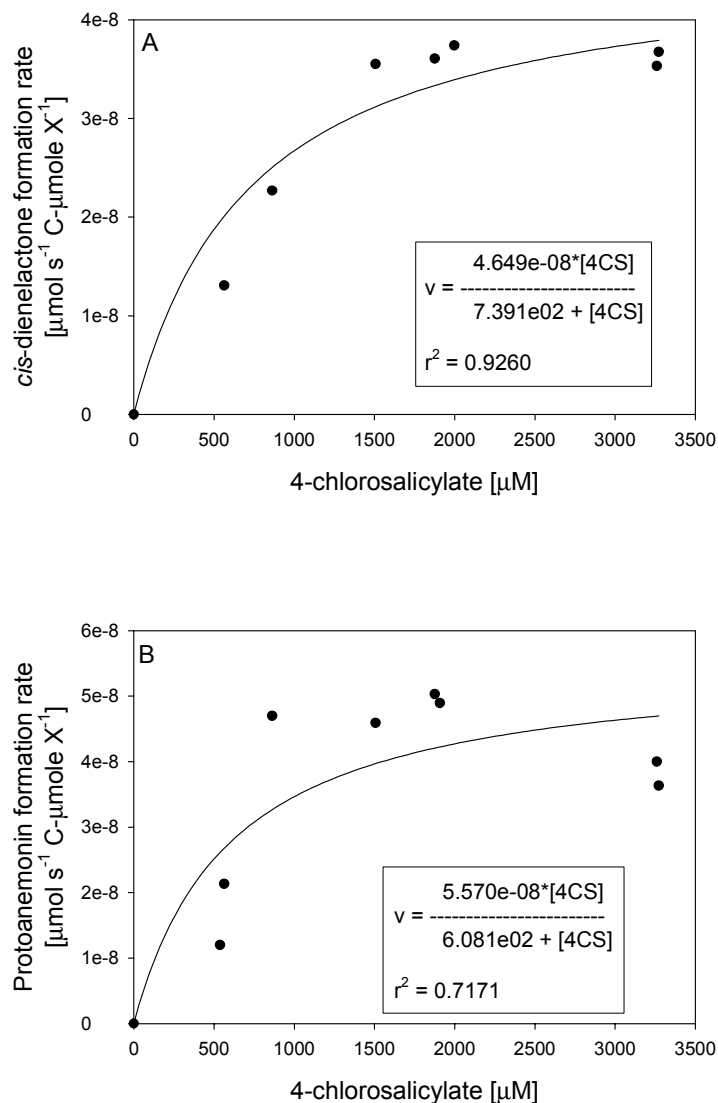 A
cis-dienelactone formation rate
[μmol s⁻¹ C-μmole X⁻¹]
4e-8
3e-8
2e-8
1e-8
0
4.649e-08*[4CS]
v = ------------------------
7.391e02 + [4CS]
r² = 0.9260
0 500 1000 1500 2000 2500 3000 3500
4-chlorosalicylate [μM]
B
Protoanemonin formation rate
[μmol s⁻¹ C-μmole X⁻¹]
6e-8
5e-8
4e-8
3e-8
2e-8
1e-8
0
5.570e-08*[4CS]
v = ------------------------
6.081e02 + [4CS]
r² = 0.7171
0 500 1000 1500 2000 2500 3000 3500
4-chlorosalicylate [μM]